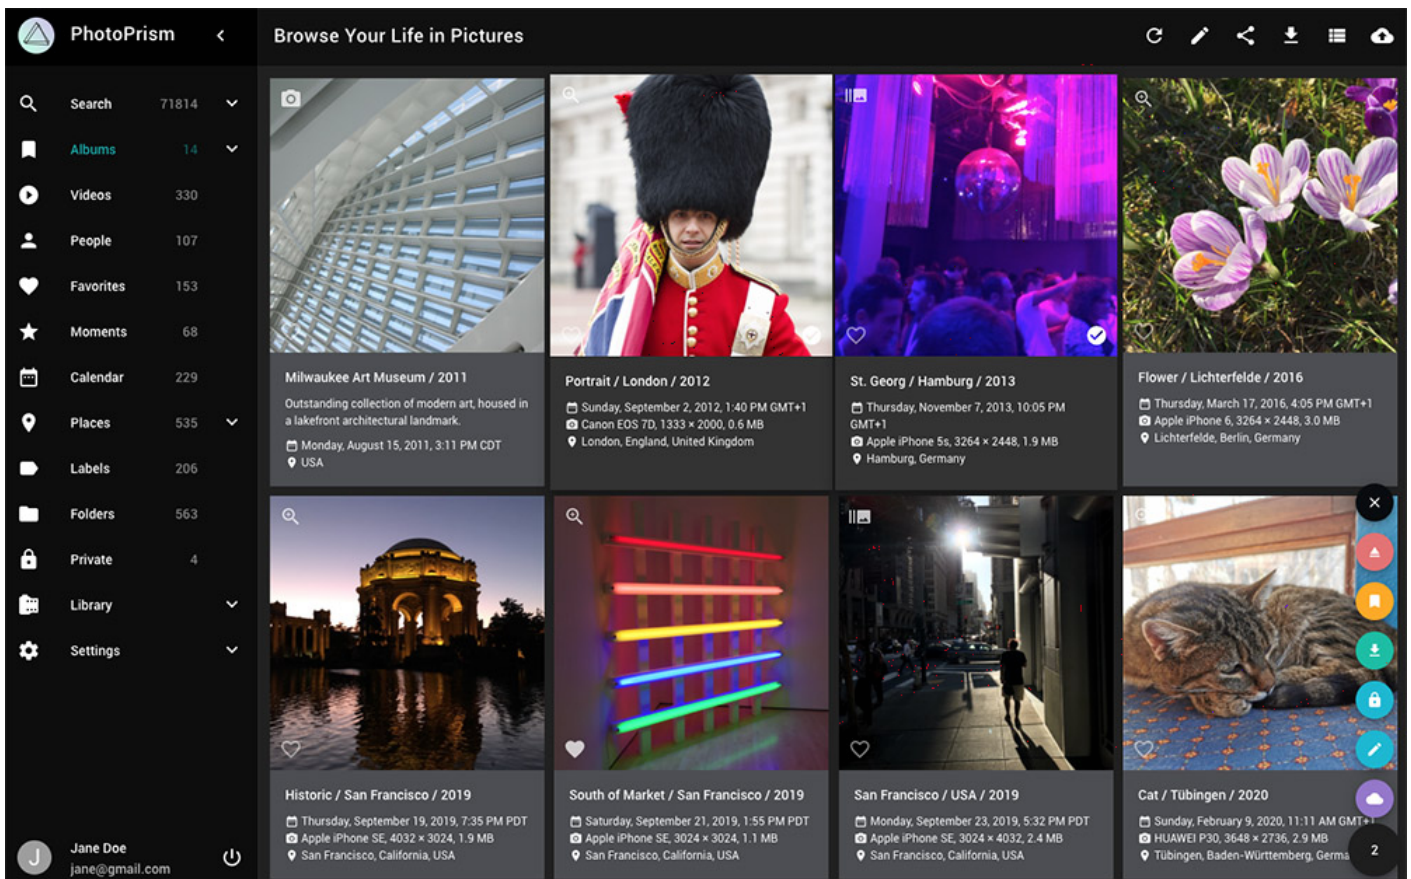 PhotoPrism
Browse Your Life in Pictures
Search 71814
Albums 14
Videos 330
People 107
Favorites 153
Moments 68
Calendar 229
Places 535
Labels 206
Folders 563
Private 4
Library
Settings
J
Jane Doe
jane@gmail.com
Milwaukee Art Museum / 2011
Outstanding collection of modern art, housed in
a lakefront architectural landmark.
Monday, August 15, 2011, 3:11 PM CDT
USA
Portrait / London / 2012
Sunday, September 2, 2012, 1:40 PM GMT+1
Canon EOS 7D, 1333 × 2000, 0.6 MB
London, England, United Kingdom
St. Georg / Hamburg / 2013
Thursday, November 7, 2013, 10:05 PM
GMT+1
Apple iPhone 5s, 3264 × 2448, 1.9 MB
Hamburg, Germany
Flower / Lichterfelde / 2016
Thursday, March 17, 2016, 4:05 PM GMT+1
Apple iPhone 6, 3264 × 2448, 3.0 MB
Lichterfelde, Berlin, Germany
Historic / San Francisco / 2019
Thursday, September 19, 2019, 7:35 PM PDT
Apple iPhone SE, 4032 × 3024, 1.9 MB
San Francisco, California, USA
South of Market / San Francisco / 2019
Saturday, September 21, 2019, 1:55 PM PDT
Apple iPhone SE, 3024 × 3024, 1.1 MB
San Francisco, California, USA
San Francisco / USA / 2019
Monday, September 23, 2019, 5:32 PM PDT
Apple iPhone SE, 3024 × 4032, 2.4 MB
San Francisco, California, USA
Cat / Tübingen / 2020
Sunday, February 9, 2020, 11:11 AM GMT+1
HUAWEI P30, 3648 × 2736, 2.9 MB
Tübingen, Baden-Württemberg, Germa
2